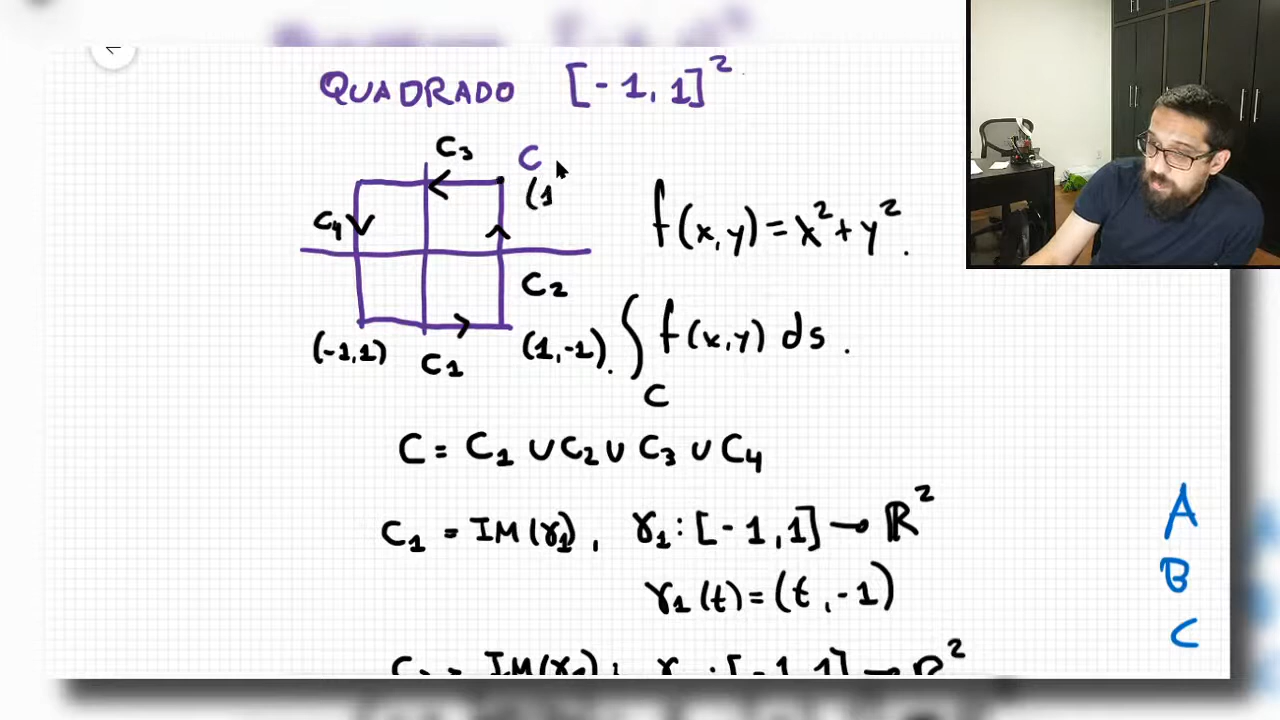 QUADRADO [-1,1]²
C₃
C
(1
C₄
f(x,y)=x²+y².
C₂
(-1,1)
C₁
(1,-1).
∫ f(x,y) ds.
C
C = C₁ ∪ C₂ ∪ C₃ ∪ C₄
C₁ = IM(γ₁), γ₁:[-1,1]→ℝ²
γ₁(t)=(t,-1)
A
B
C